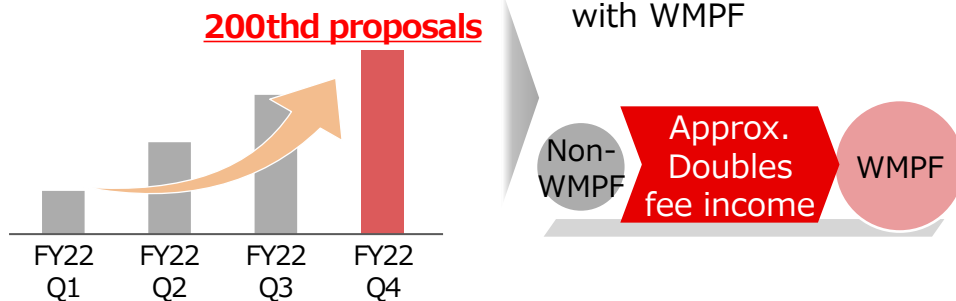 200thd proposals
FY22
Q1
FY22
Q2
FY22
Q3
FY22
Q4
with WMPF
Non-
WMPF
Approx.
Doubles
fee income
WMPF